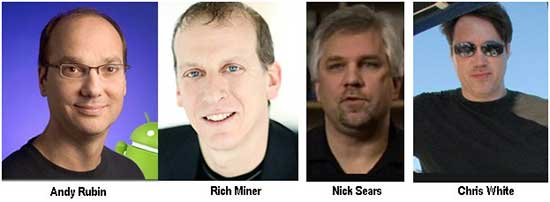 Andy Rubin
Rich Miner
Nick Sears
Chris White